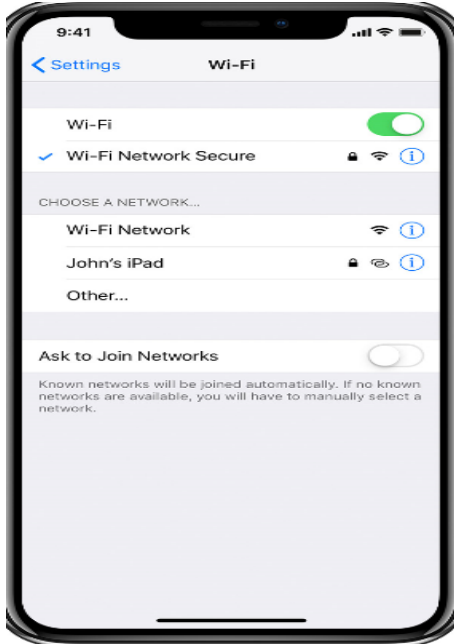 9:41
Settings
Wi-Fi
Wi-Fi
Wi-Fi Network Secure
CHOOSE A NETWORK...
Wi-Fi Network
John's iPad
Other...
Ask to Join Networks
Known networks will be joined automatically. If no known
networks are available, you will have to manually select a
network.